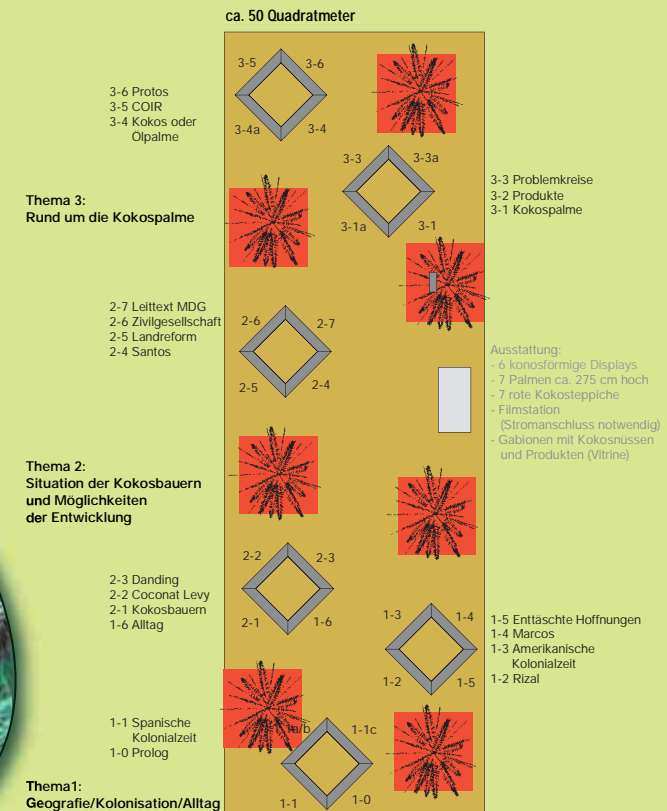 ca. 50 Quadratmeter
3-5
3-6
3-4a
3-4
3-6 Protos
3-5 COIR
3-4 Kokos oder
Ölpalme
3-3
3-3a
3-1a
3-1
3-3 Problemkreise
3-2 Produkte
3-1 Kokospalme
Thema 3:
Rund um die Kokospalme
2-7 Leittext MDG
2-6 Zivilgesellschaft
2-5 Landreform
2-4 Santos
2-6
2-7
2-5
2-4
Ausstattung:
- 6 konosförmige Displays
- 7 Palmen ca. 275 cm hoch
- 7 rote Kokosteppiche
- Filmstation
(Stromanschluss notwendig)
- Gabionen mit Kokosnüssen
und Produkten (Vitrine)
Thema 2:
Situation der Kokosbauern
und Möglichkeiten
der Entwicklung
2-2
2-3
2-1
1-6
2-3 Danding
2-2 Coconat Levy
2-1 Kokosbauern
1-6 Alltag
1-3
1-4
1-2
1-5
1-5 Enttäschte Hoffnungen
1-4 Marcos
1-3 Amerikanische
Kolonialzeit
1-2 Rizal
1-1 Spanische
Kolonialzeit
1-0 Prolog
1-1c
1-1
1-0
Thema1:
Geografie/Kolonisation/Alltag